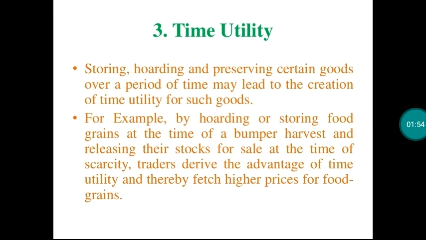 3. Time Utility
• Storing, hoarding and preserving certain goods
over a period of time may lead to the creation
of time utility for such goods.
• For Example, by hoarding or storing food
grains at the time of a bumper harvest and
releasing their stocks for sale at the time of
scarcity, traders derive the advantage of time
utility and thereby fetch higher prices for food-
grains.
01:54